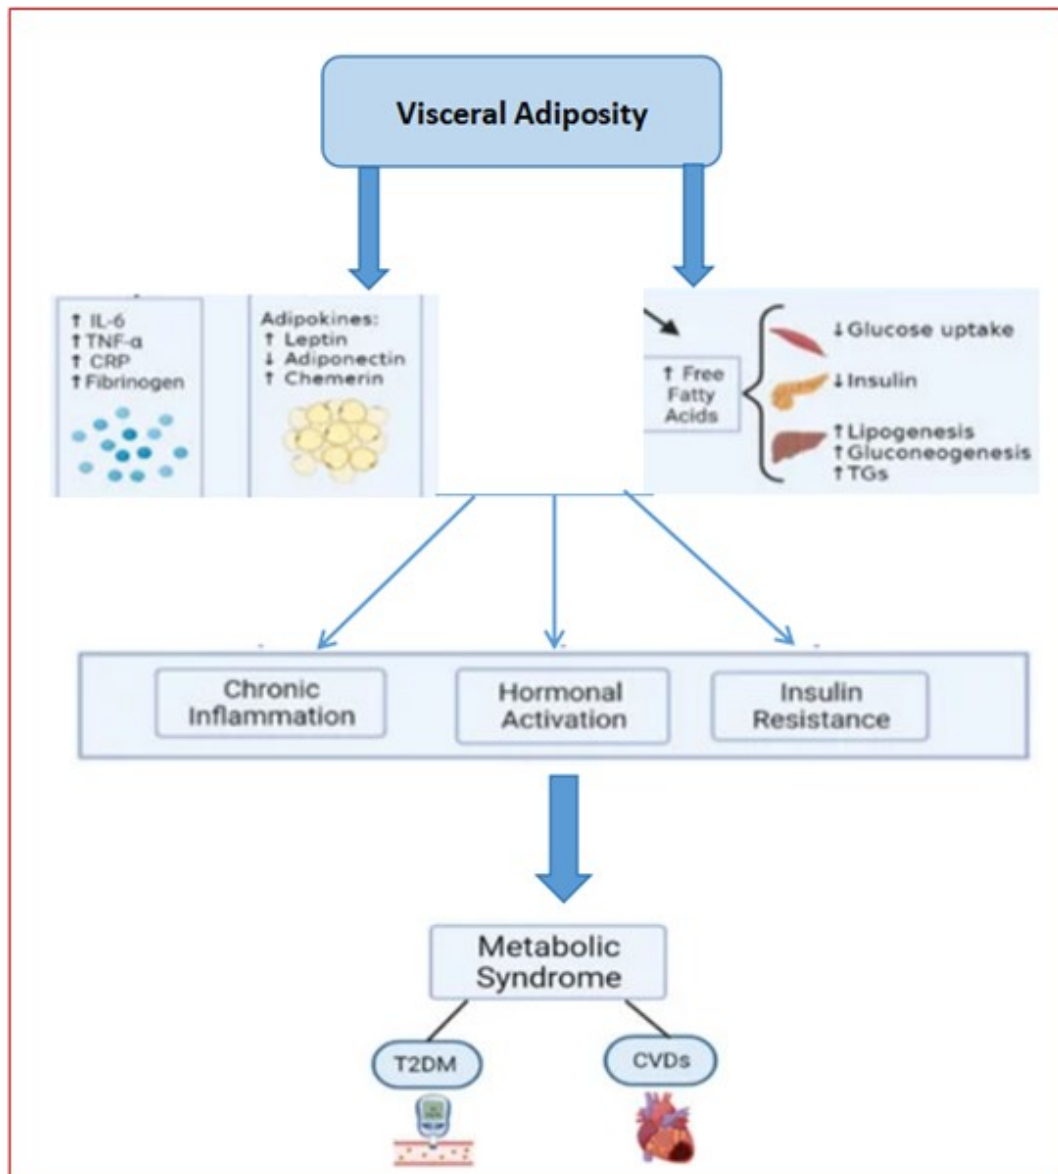 Visceral Adiposity
↑ IL-6
↑TNF-α
↑ CRP
↑Fibrinogen
Adipokines:
↑ Leptin
↓ Adiponectin
↑ Chemerin
↑ Free
Fatty
Acids
↓Glucose uptake
↓Insulin
↑Lipogenesis
↑Gluconeogenesis
↑TGs
Chronic
Inflammation
Hormonal
Activation
Insulin
Resistance
Metabolic
Syndrome
T2DM
CVDs